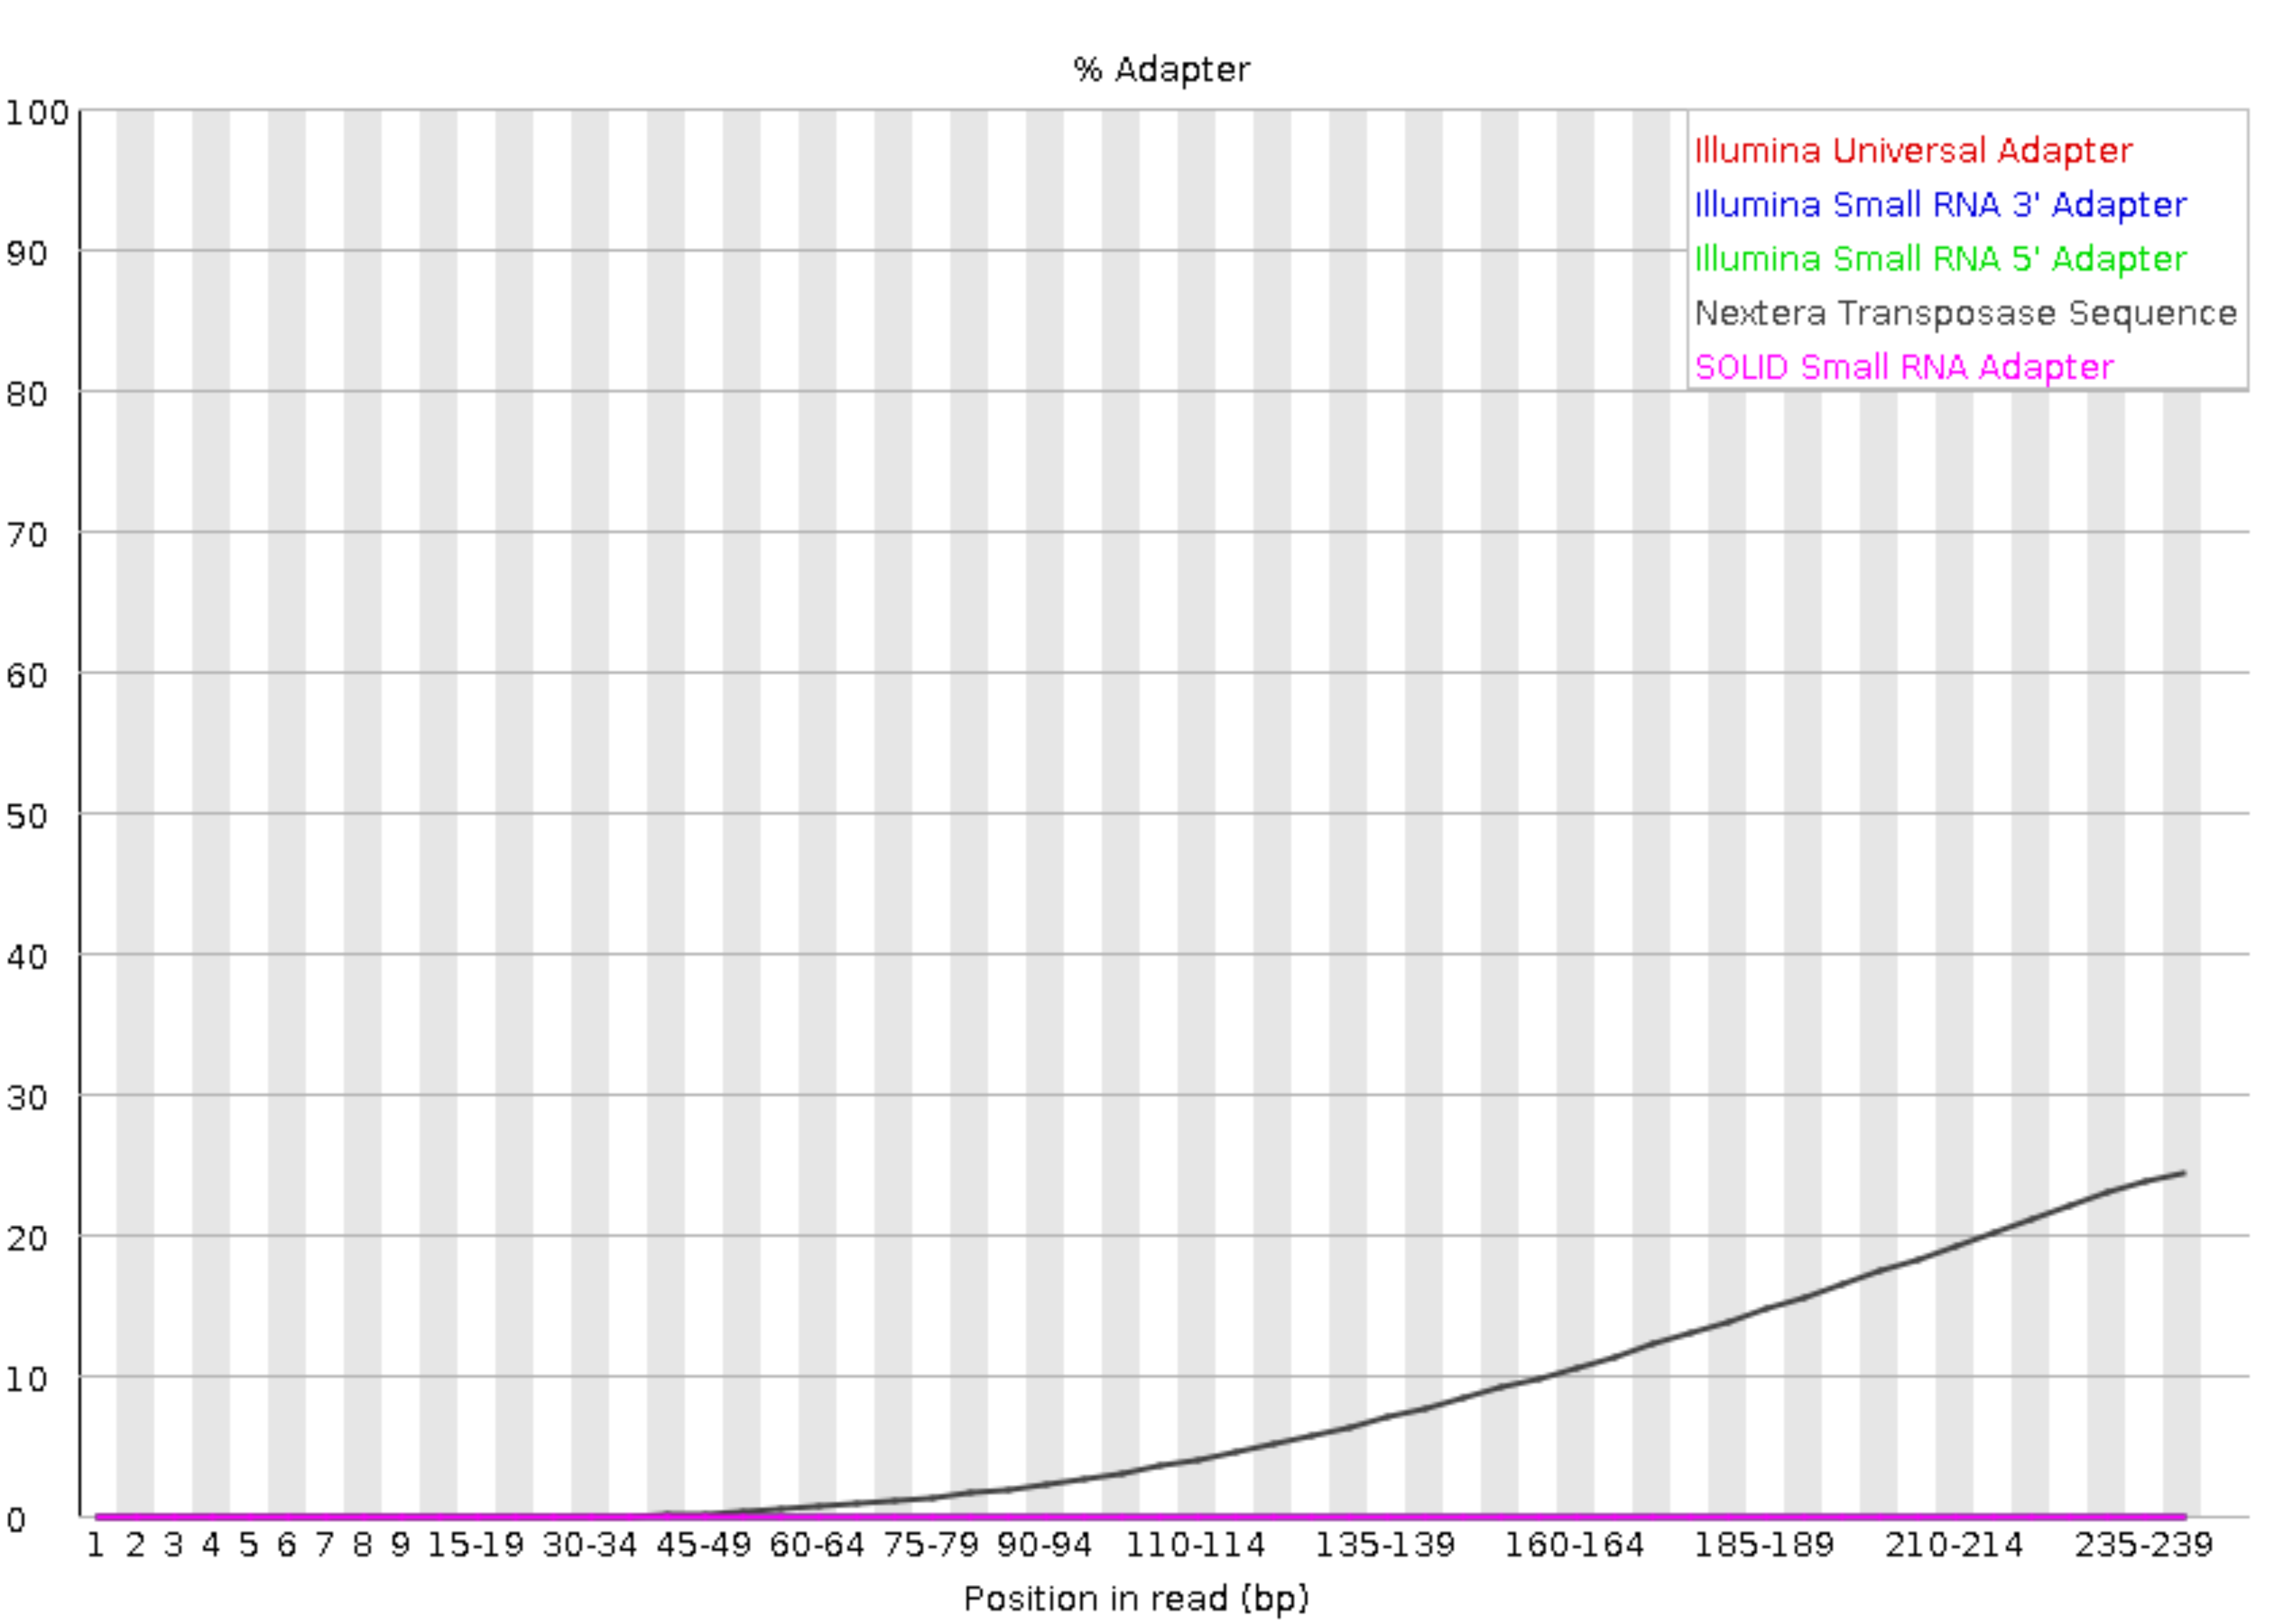 % Adapter
100
90
80
70
60
50
40
30
20
10
0
Illumina Universal Adapter
Illumina Small RNA 3' Adapter
Illumina Small RNA 5' Adapter
Nextera Transposase Sequence
SOLID Small RNA Adapter
1 2 3 4 5 6 7 8 9 15-19 30-34 45-49 60-64 75-79 90-94 110-114 135-139 160-164 185-189 210-214 235-239
Position in read (bp)